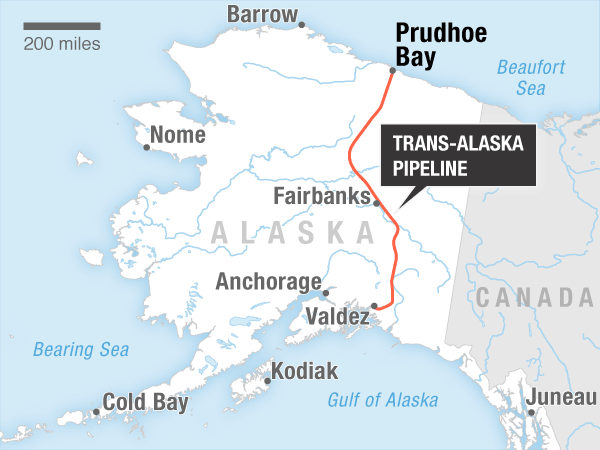 Barrow
200 miles
Prudhoe
Bay
Beaufort
Sea
Nome
TRANS-ALASKA
PIPELINE
Fairbanks
ALASKA
Anchorage
CANADA
Valdez
Bearing Sea
Kodiak
Cold Bay
Gulf of Alaska
Juneau